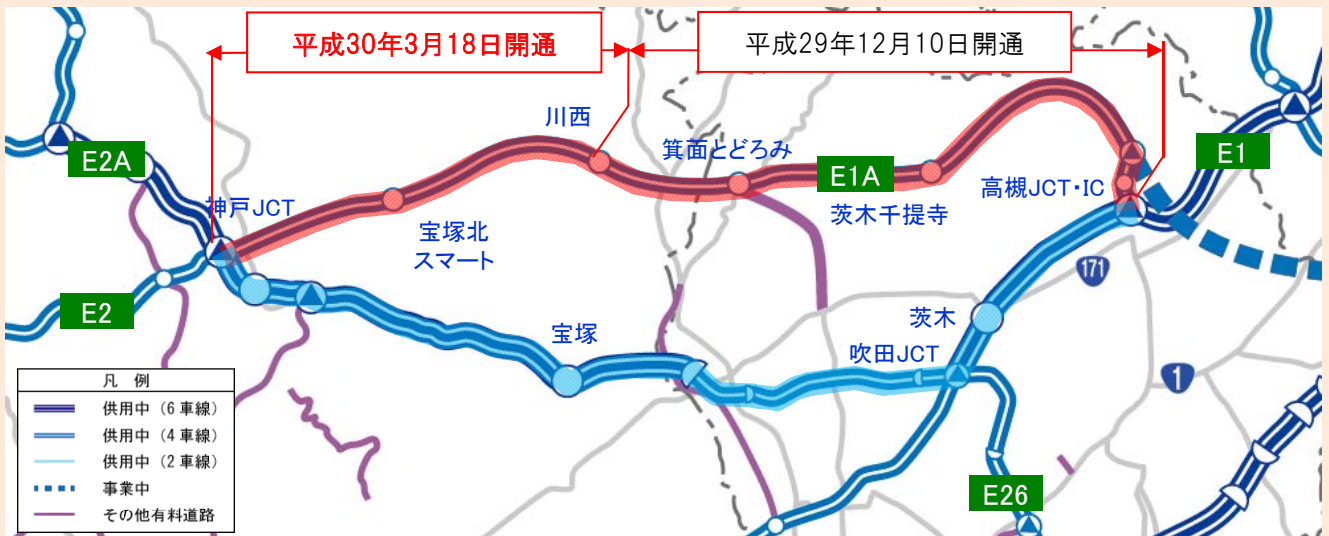 平成30年3月18日開通
平成29年12月10日開通
川西
箕面とどろみ
E2A
E1A
E1
神戸JCT
高槻JCT・IC
茨木千提寺
宝塚北
スマート
171
E2
宝塚
茨木
吹田JCT
1
E26
凡 例
供用中（6車線）
供用中（4車線）
供用中（2車線）
事業中
その他有料道路